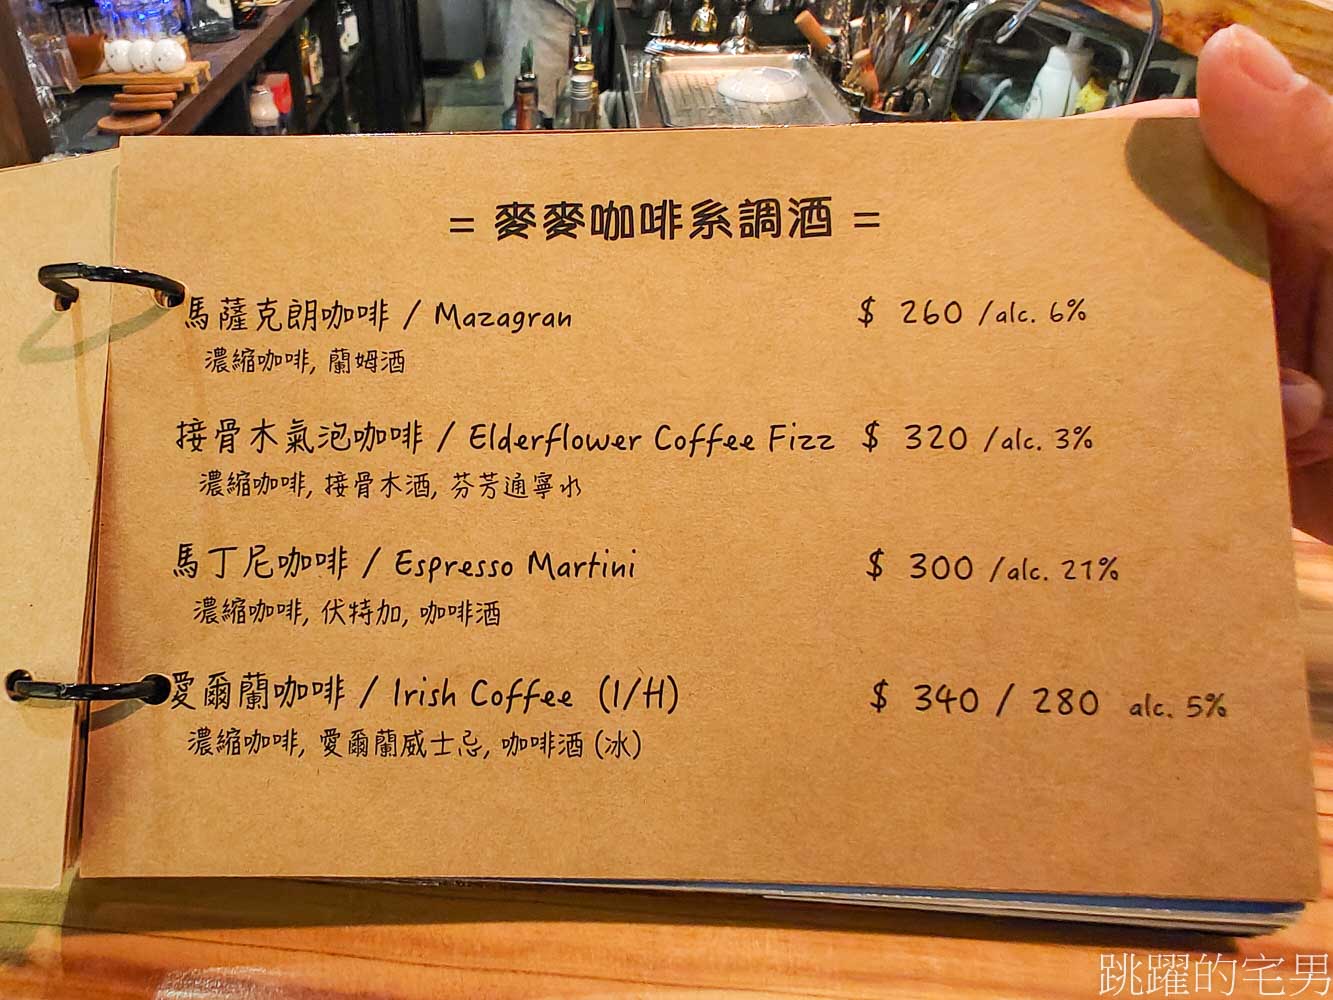 = 麥麥咖啡系調酒 =
馬薩克朗咖啡 / Mazagran $ 260 /alc. 6%
濃縮咖啡, 蘭姆酒
接骨木氣泡咖啡 / Elderflower Coffee Fizz $ 320 /alc. 3%
濃縮咖啡, 接骨木酒, 芬芳通寧水
馬丁尼咖啡 / Espresso Martini $ 300 /alc. 21%
濃縮咖啡, 伏特加, 咖啡酒
愛爾蘭咖啡 / Irish Coffee (I/H) $ 340 / 280 alc. 5%
濃縮咖啡, 愛爾蘭威士忌, 咖啡酒 (冰)
跳躍的宅男